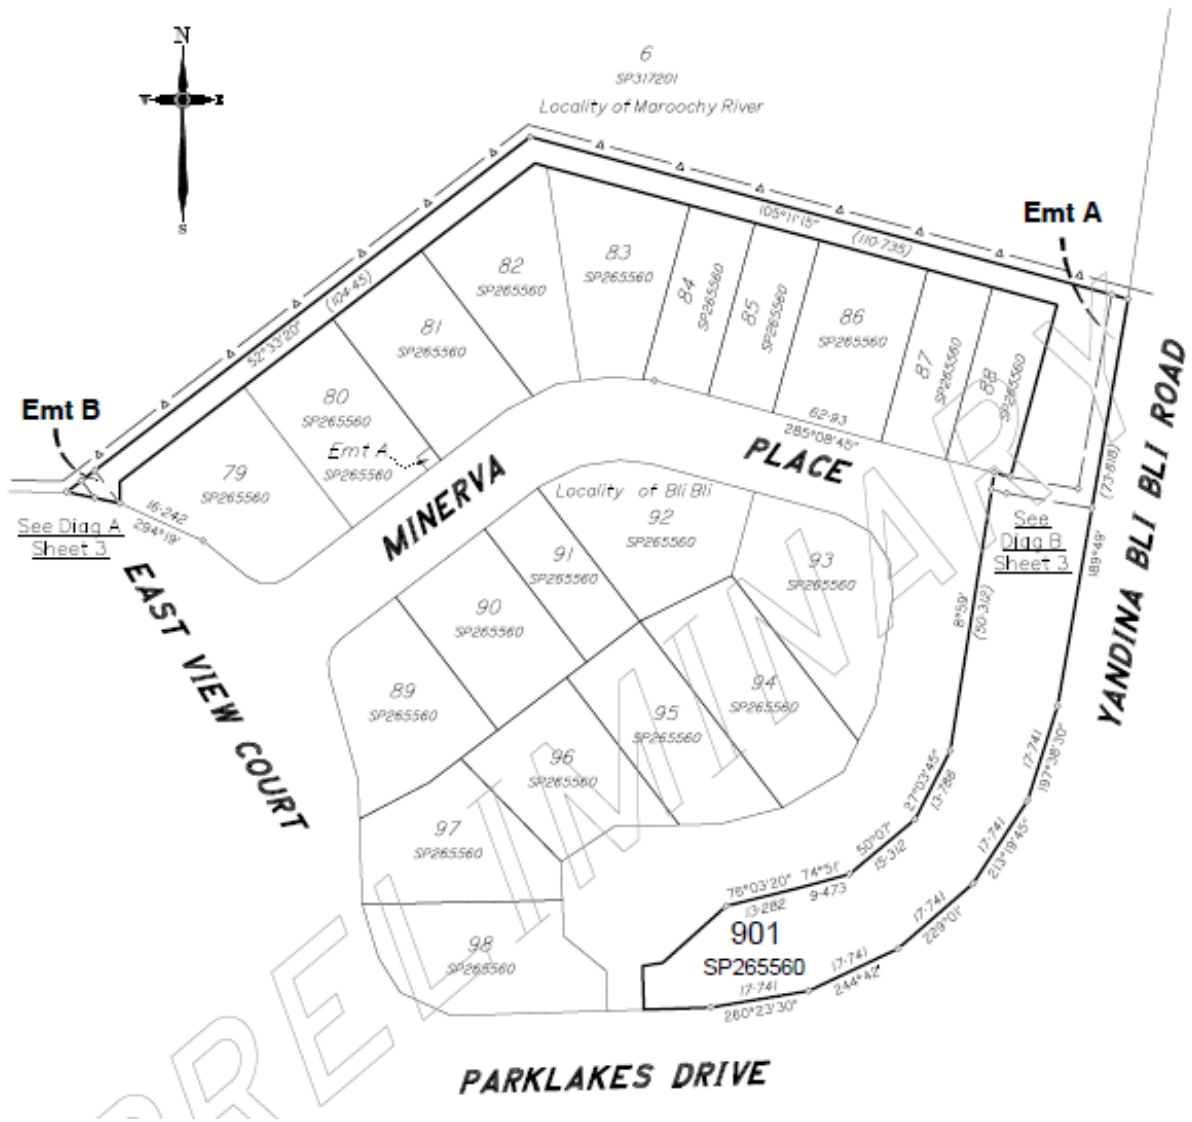 N
S
6
SP317201
Locality of Maroochy River
105°11'15"
(110·735)
Emt A
82
SP265560
83
SP265560
84
SP265560
85
SP265560
86
SP265560
87
SP265560
88
SP265560
52°33'20"
(104·45)
81
SP265560
80
SP265560
Emt A
SP265560
79
SP265560
Emt B
16·242
294°19'
See Diag A
Sheet 3
62·93
285°08'45"
MINERVA
PLACE
Locality of Bli Bli
92
SP265560
See
Diag B
Sheet 3
(73·818)
189°49'
YANDINA BLI BLI ROAD
EAST VIEW COURT
91
SP265560
90
SP265560
93
SP265560
8°59'
(50·312)
89
SP265560
94
SP265560
95
SP265560
96
SP265560
97
SP265560
98
SP265560
27°03'45"
13·786
50°07'
15·312
76°03'20"
13·282
74°51'
9·473
901
SP265560
17·741
197°38'30"
17·741
213°19'45"
17·741
229°01'
17·741
244°42'
17·741
260°23'30"
PARKLAKES DRIVE
PRELIMINARY